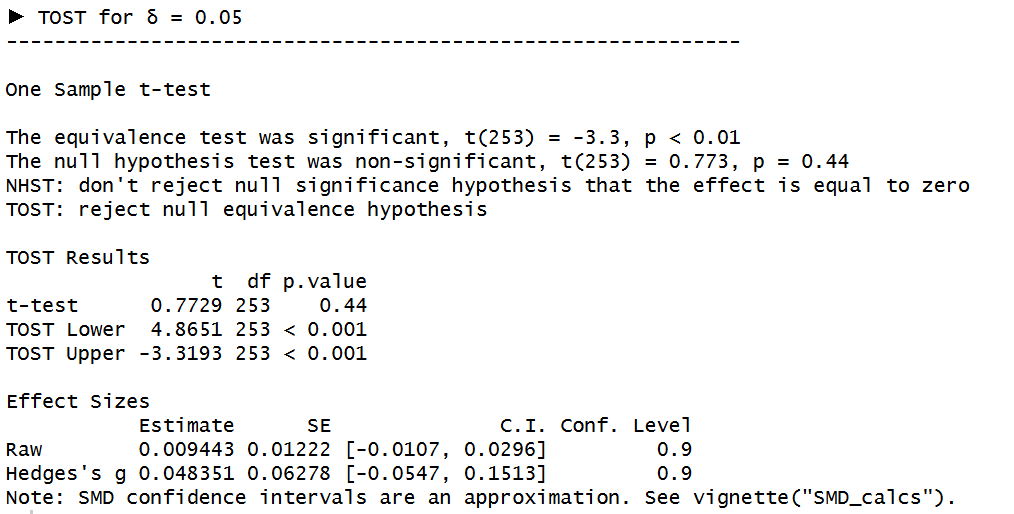 ► TOST for δ = 0.05
-------------------------------------------------------------
One Sample t-test
The equivalence test was significant, t(253) = -3.3, p < 0.01
The null hypothesis test was non-significant, t(253) = 0.773, p = 0.44
NHST: don't reject null significance hypothesis that the effect is equal to zero
TOST: reject null equivalence hypothesis
TOST Results
                 t  df p.value
t-test      0.7729 253    0.44
TOST Lower  4.8651 253 < 0.001
TOST Upper -3.3193 253 < 0.001
Effect Sizes
           Estimate      SE              C.I. Conf. Level
Raw        0.009443 0.01222 [-0.0107, 0.0296]         0.9
Hedges's g 0.048351 0.06278 [-0.0547, 0.1513]         0.9
Note: SMD confidence intervals are an approximation. See vignette("SMD_calcs").